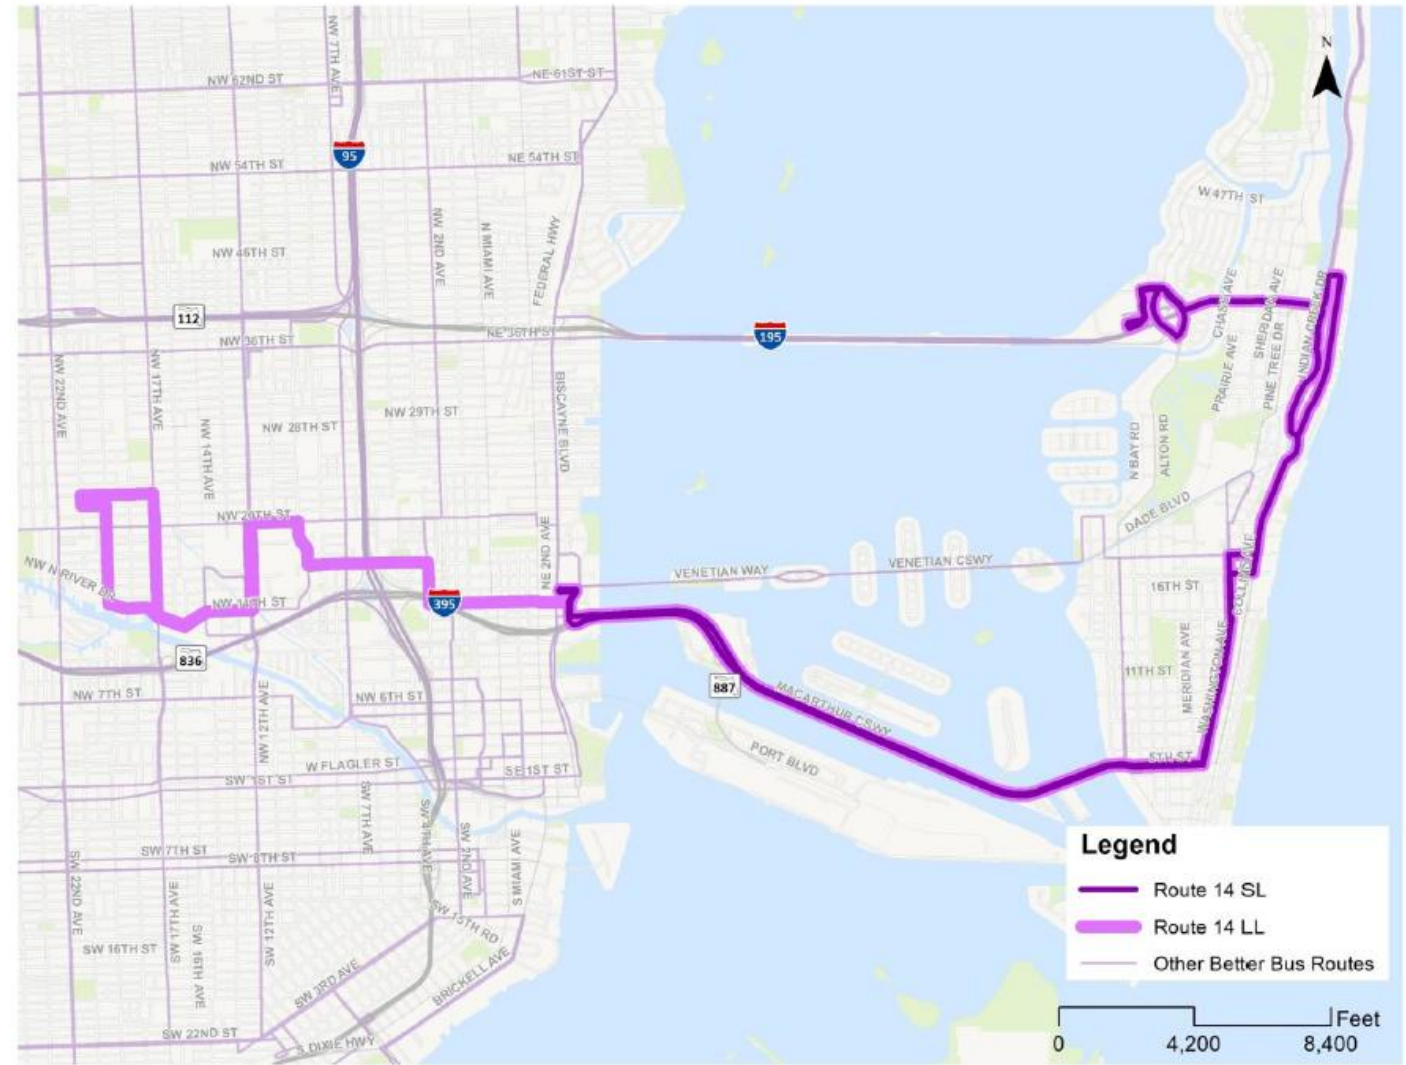 N
NW 7TH AVE
NW 62ND ST
NE 61ST ST
95
NW 54TH ST
NE 54TH ST
W 47TH ST
NW 2ND AVE
N MIAMI AVE
FEDERAL HWY
NW 46TH ST
112
NW 36TH ST
NE 36TH ST
195
CHASE AVE
SHERIDAN AVE
INDIAN CREEK DR
PRAIRIE AVE
PINE TREE DR
NW 22ND AVE
NW 17TH AVE
NW 14TH AVE
BISCAYNE BLVD
NW 29TH ST
NW 28TH ST
N BAY RD
ALTON RD
DADE BLVD
NW 20TH ST
NE 2ND AVE
VENETIAN WAY
VENETIAN CSWY
NW N RIVER DR
16TH ST
COLLINS AVE
395
836
MERIDIAN AVE
WASHINGTON AVE
11TH ST
887
NW 7TH ST
NW 6TH ST
MACARTHUR CSWY
NW 12TH AVE
PORT BLVD
5TH ST
W FLAGLER ST
SE 1ST ST
SW 1ST ST
SW 7TH AVE
SW 4TH AVE
SW 2ND AVE
S MIAMI AVE
SW 7TH ST
SW 8TH ST
SW 22ND AVE
SW 17TH AVE
SW 12TH AVE
SW 15TH RD
SW 16TH ST
SW 16TH AVE
SW 3RD AVE
BRICKELL AVE
SW 22ND ST
S DIXIE HWY
Legend
Route 14 SL
Route 14 LL
Other Better Bus Routes
Feet
0
4,200
8,400